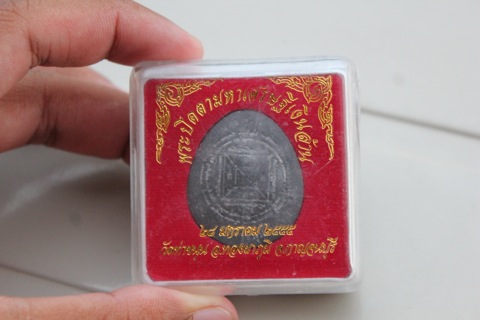 พระปิดตามหาเศรษฐีเงินล้าน
๒๘ มกราคม ๒๕๕๕
วัดท่าขนุน อ.ทองผาภูมิ จ.กาญจนบุรี